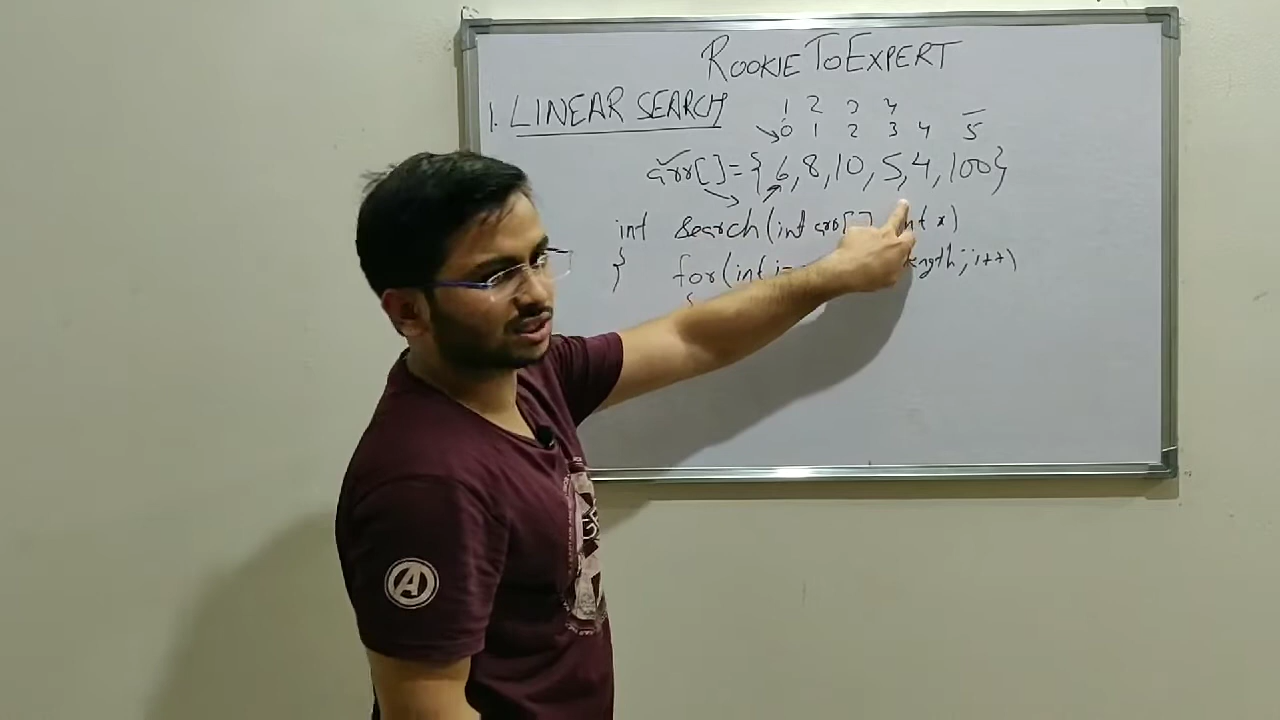 ROOKIETOEXPERT
1. LINEAR SEARCH
1 2 3 4
0 1 2 3 4 5
arr[]={6,8,10,5,4,100}
int search(int arr[] int x)
{
for(int i= length;i++)
{
}
A